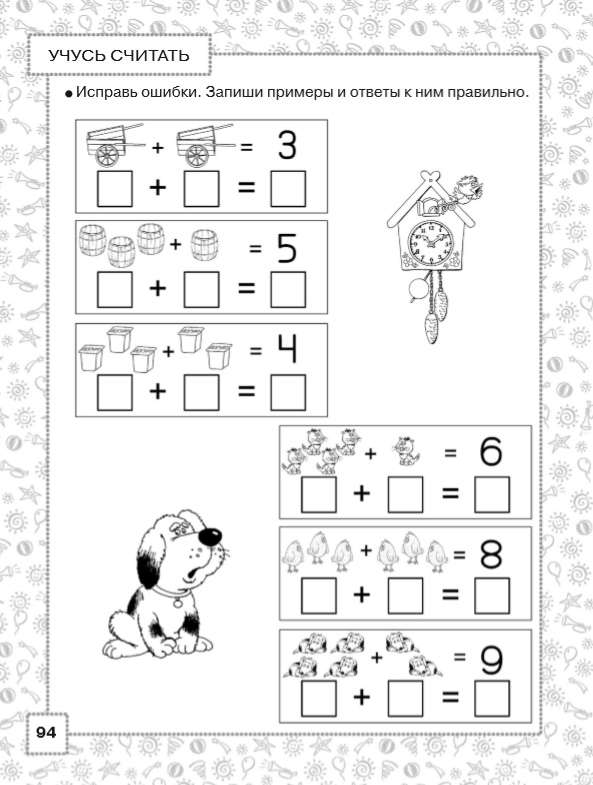 УЧУСЬ СЧИТАТЬ
● Исправь ошибки. Запиши примеры и ответы к ним правильно.
+ = 3
+ =
+ = 5
+ =
+ = 4
+ =
+ = 6
+ =
+ = 8
+ =
+ = 9
+ =
94